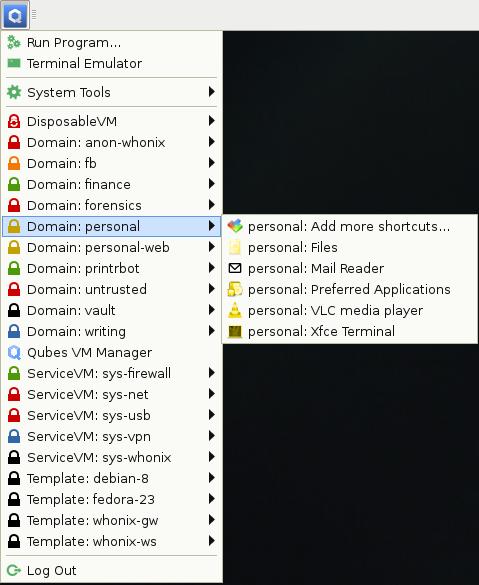 Run Program...
Terminal Emulator
System Tools
DisposableVM
Domain: anon-whonix
Domain: fb
Domain: finance
Domain: forensics
Domain: personal
Domain: personal-web
Domain: printrbot
Domain: untrusted
Domain: vault
Domain: writing
Qubes VM Manager
ServiceVM: sys-firewall
ServiceVM: sys-net
ServiceVM: sys-usb
ServiceVM: sys-vpn
ServiceVM: sys-whonix
Template: debian-8
Template: fedora-23
Template: whonix-gw
Template: whonix-ws
Log Out
personal: Add more shortcuts...
personal: Files
personal: Mail Reader
personal: Preferred Applications
personal: VLC media player
personal: Xfce Terminal